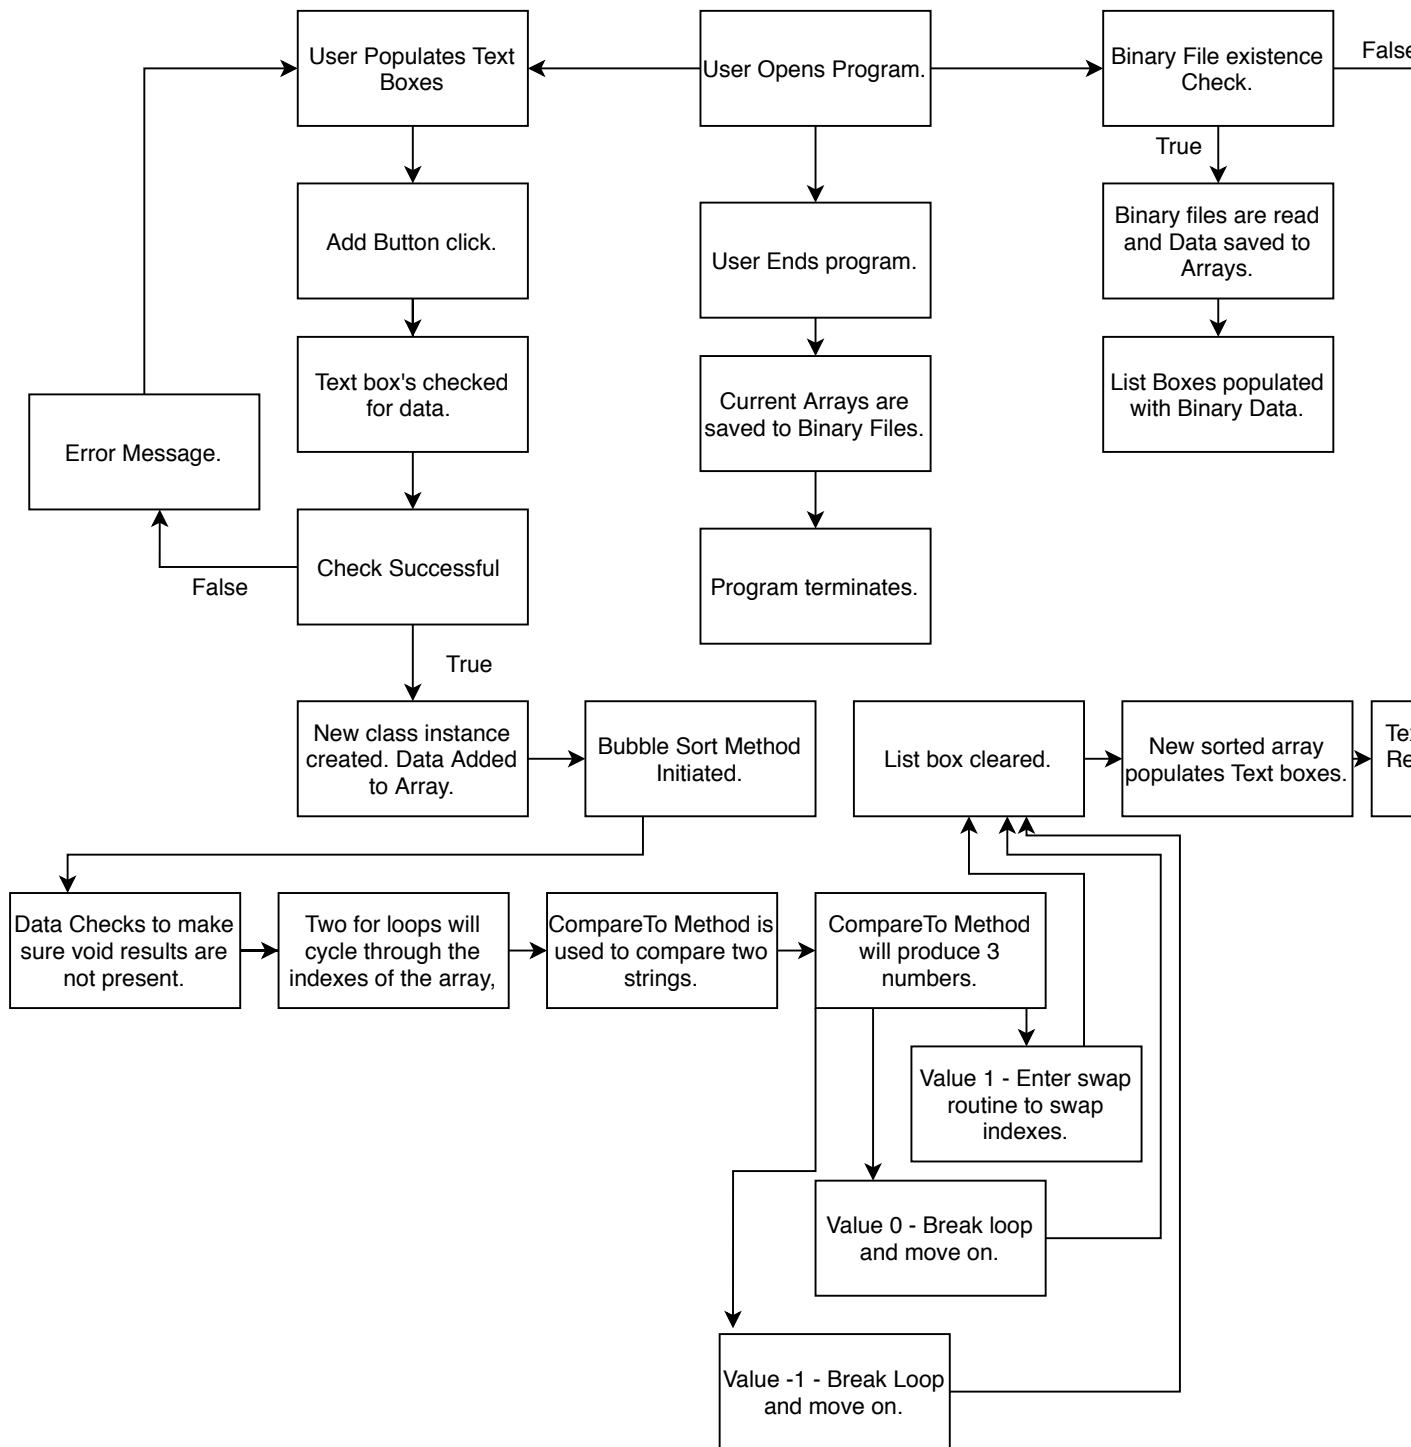 User Populates Text
Boxes
User Opens Program.
Binary File existence
Check.
False
True
Add Button click.
User Ends program.
Binary files are read
and Data saved to
Arrays.
Text box's checked
for data.
Current Arrays are
saved to Binary Files.
List Boxes populated
with Binary Data.
Error Message.
Check Successful
False
Program terminates.
True
New class instance
created. Data Added
to Array.
Bubble Sort Method
Initiated.
List box cleared.
New sorted array
populates Text boxes.
Data Checks to make
sure void results are
not present.
Two for loops will
cycle through the
indexes of the array,
CompareTo Method is
used to compare two
strings.
CompareTo Method
will produce 3
numbers.
Value 1 - Enter swap
routine to swap
indexes.
Value 0 - Break loop
and move on.
Value -1 - Break Loop
and move on.